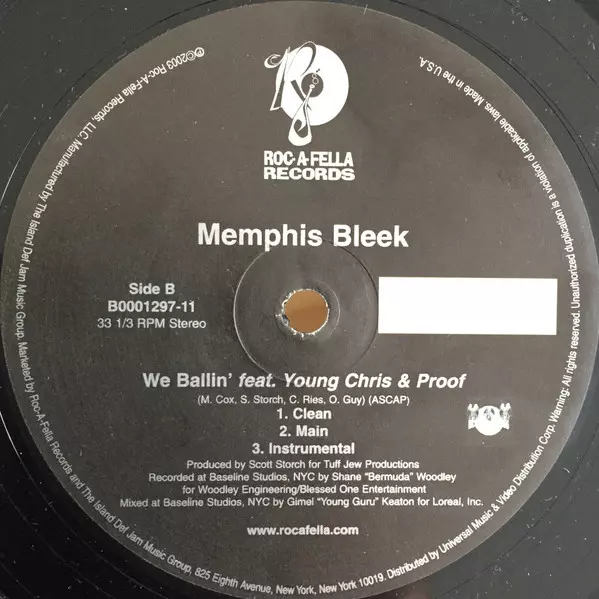 ROC-A-FELLA
RECORDS
Memphis Bleek
Side B
B0001297-11
33 1/3 RPM Stereo
We Ballin' feat. Young Chris & Proof
(M. Cox, S. Storch, C. Ries, O. Guy) (ASCAP)
1. Clean
2. Main
3. Instrumental
Produced by Scott Storch for Tuff Jew Productions
Recorded at Baseline Studios, NYC by Shane "Bermuda" Woodley
for Woodley Engineering/Blessed One Entertainment
Mixed at Baseline Studios, NYC by Gimel "Young Guru" Keaton for Loreal, Inc.
www.rocafella.com
℗©2003 Roc-A-Fella Records, LLC. Manufactured by The Island Def Jam Music Group. Marketed by Roc-A-Fella Records and The Island Def Jam Music Group, 825 Eighth Avenue, New York, New York 10019. Distributed by Universal Music & Video Distribution Corp. Warning: All rights reserved. Unauthorized duplication is a violation of applicable laws. Made in the U.S.A.